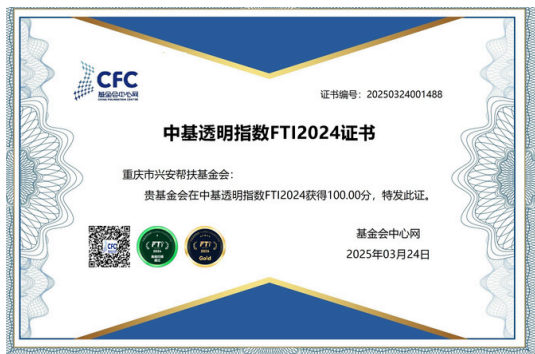 CFC
基金会中心网
CHINA FOUNDATION CENTER
证书编号：20250324001488
中基透明指数FTI2024证书
重庆市兴安帮扶基金会：
贵基金会在中基透明指数FTI2024获得100.00分，特发此证。
CFC
FTI
2024
FTI
2024
Gold
基金会中心网
2025年03月24日